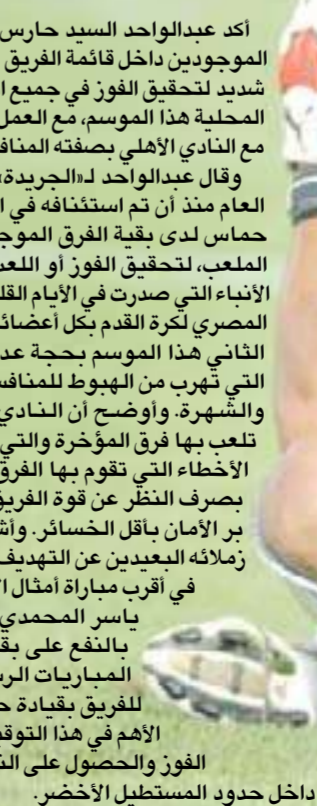 أكد عبدالواحد السيد حارس
الموجودين داخل قائمة الفريق
شديد لتحقيق الفوز في جميع ا
المحلية هذا الموسم، مع العمل
مع النادي الأهلي بصفته المناف
وقال عبدالواحد لـ«الجريدة»
العام منذ أن تم استئنافه في ا
حماس لدى بقية الفرق الموج
الملعب، لتحقيق الفوز أو اللعد
الأنباء التي صدرت في الأيام القل
المصري لكرة القدم بكل أعضائ
الثاني هذا الموسم بحجة عد
التي تهرب من الهبوط للمنافس
والشهرة. وأوضح أن النادي
تلعب بها فرق المؤخرة والتي
الأخطاء التي تقوم بها الفرق
بصرف النظر عن قوة الفريق
بر الأمان بأقل الخسائر. وأش
زملائه البعيدين عن التهديف
في أقرب مباراة أمثال ا
ياسر المحمدي
بالنفع على بق
المباريات الر
للفريق بقيادة ح
الأهم في هذا التوق
الفوز والحصول على الن
داخل حدود المستطيل الأخضر.